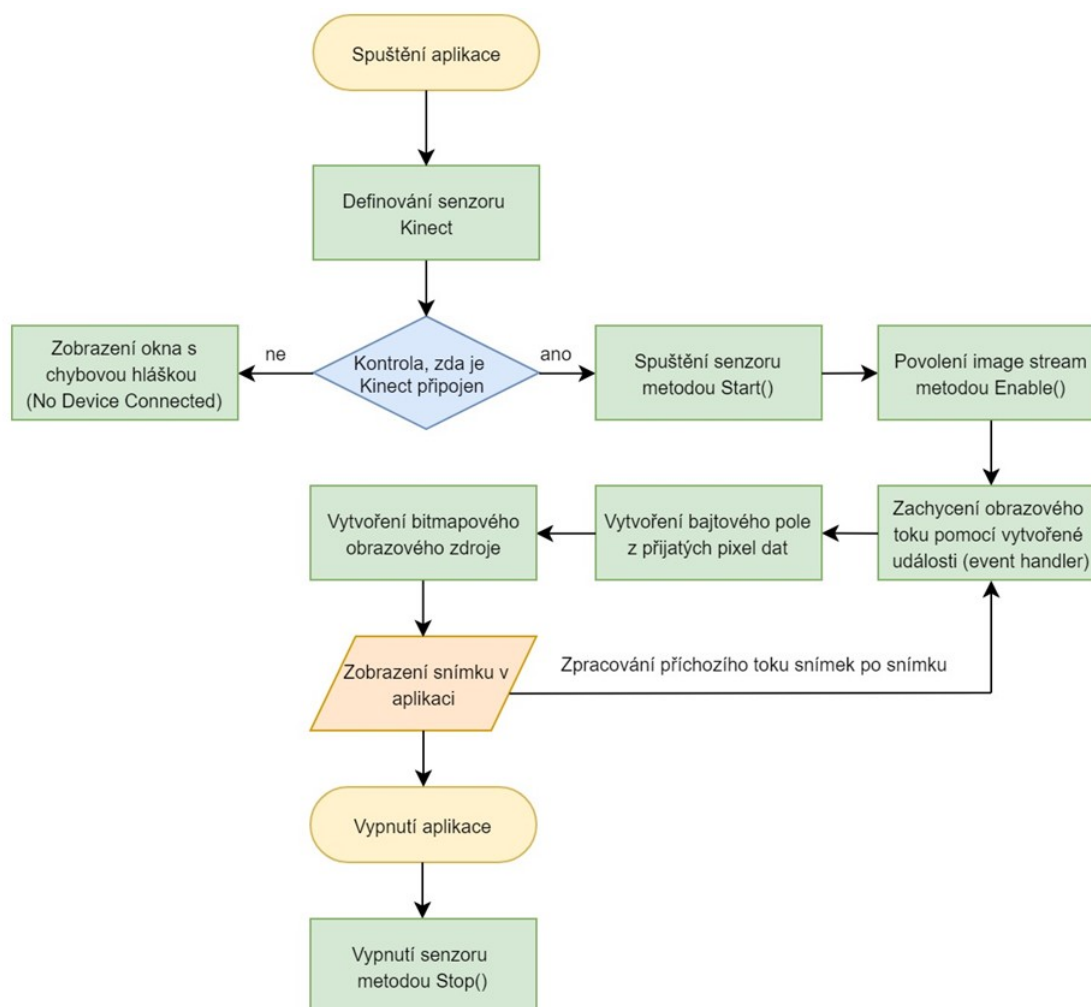 Spuštění aplikace
Definování senzoru
Kinect
Zobrazení okna s
chybovou hláškou
(No Device Connected)
ne
Kontrola, zda je
Kinect připojen
ano
Spuštění senzoru
metodou Start()
Povolení image stream
metodou Enable()
Vytvoření bitmapového
obrazového zdroje
Vytvoření bajtového pole
z přijatých pixel dat
Zachycení obrazového
toku pomocí vytvořené
události (event handler)
Zobrazení snímku v
aplikaci
Zpracování příchozího toku snímek po snímku
Vypnutí aplikace
Vypnutí senzoru
metodou Stop()